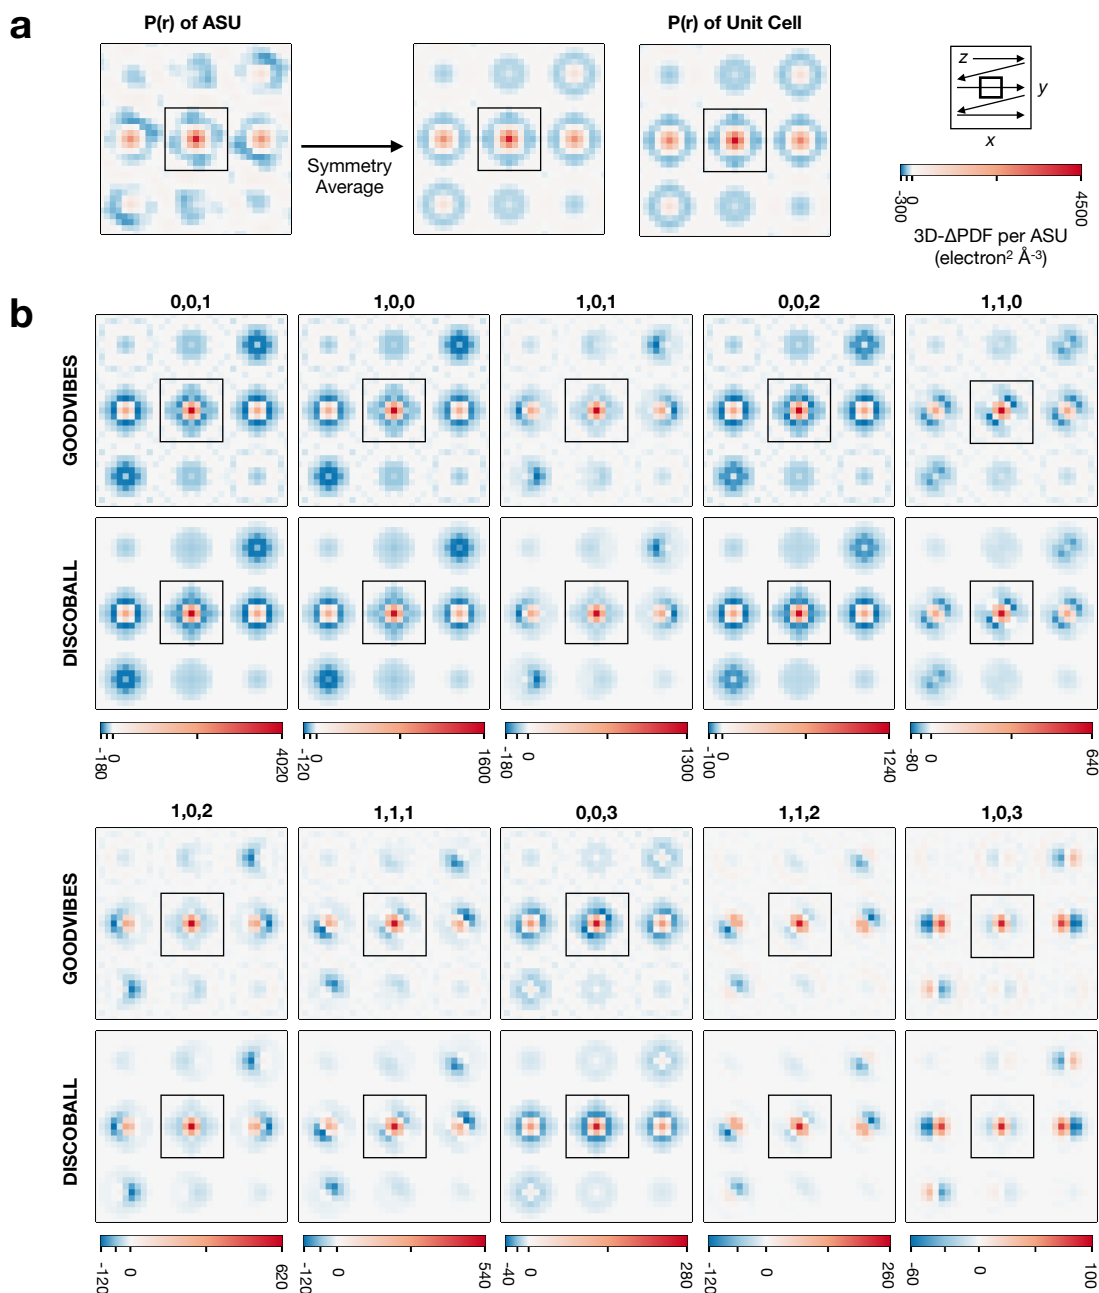 a
P(r) of ASU
P(r) of Unit Cell
Symmetry
Average
z
y
x
-300
0
4500
3D-ΔPDF per ASU
(electron² Å⁻³)
b
0,0,1
1,0,0
1,0,1
0,0,2
1,1,0
GOODVIBES
DISCOBALL
-180
0
4020
-120
0
1600
-180
0
1300
-100
0
1240
-80
0
640
1,0,2
1,1,1
0,0,3
1,1,2
1,0,3
GOODVIBES
DISCOBALL
-120
0
620
-120
0
540
-40
0
280
-120
0
260
-60
0
100